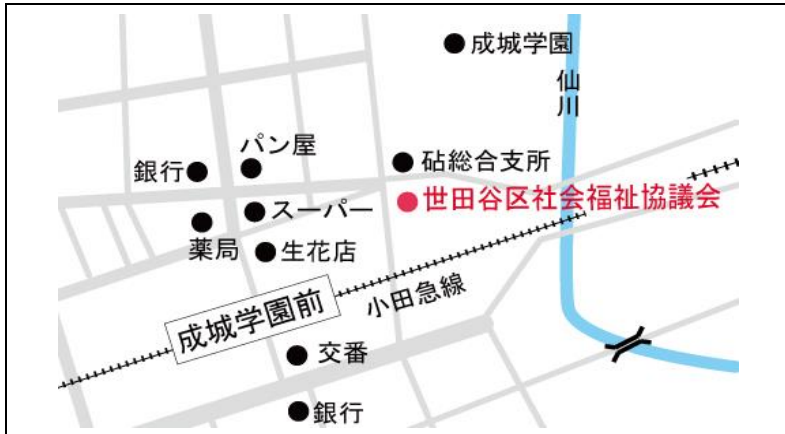 成城学園
仙川
パン屋
銀行
砧総合支所
世田谷区社会福祉協議会
スーパー
薬局
生花店
成城学園前
小田急線
交番
銀行